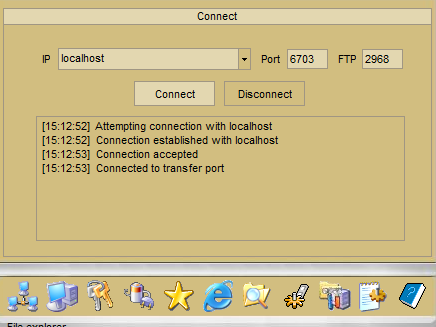 Connect
IP localhost Port 6703 FTP 2968
Connect Disconnect
[15:12:52] Attempting connection with localhost
[15:12:52] Connection established with localhost
[15:12:53] Connection accepted
[15:12:53] Connected to transfer port
File explorer